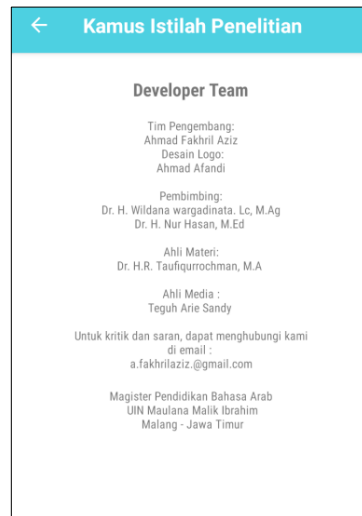 Kamus Istilah Penelitian
Developer Team
Tim Pengembang:
Ahmad Fakhril Aziz
Desain Logo:
Ahmad Afandi
Pembimbing:
Dr. H. Wildana wargadinata. Lc, M.Ag
Dr. H. Nur Hasan, M.Ed
Ahli Materi:
Dr. H.R. Taufiqurrochman, M.A
Ahli Media :
Teguh Arie Sandy
Untuk kritik dan saran, dapat menghubungi kami
di email :
a.fakhrilaziz.@gmail.com
Magister Pendidikan Bahasa Arab
UIN Maulana Malik Ibrahim
Malang - Jawa Timur